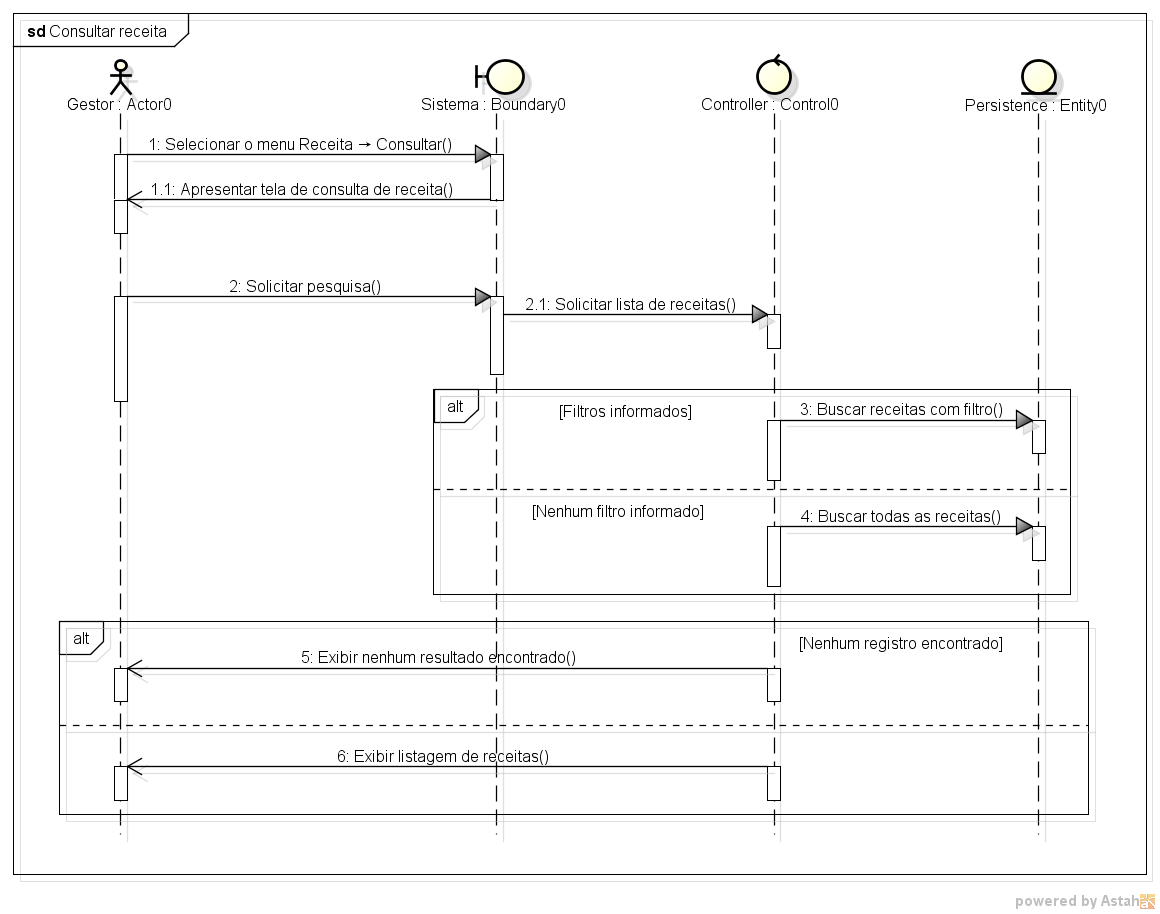 sd Consultar receita
Gestor : Actor0
Sistema : Boundary0
Controller : Control0
Persistence : Entity0
1: Selecionar o menu Receita → Consultar()
1.1: Apresentar tela de consulta de receita()
2: Solicitar pesquisa()
2.1: Solicitar lista de receitas()
alt
[Filtros informados]
3: Buscar receitas com filtro()
[Nenhum filtro informado]
4: Buscar todas as receitas()
alt
[Nenhum registro encontrado]
5: Exibir nenhum resultado encontrado()
6: Exibir listagem de receitas()
powered by Astah